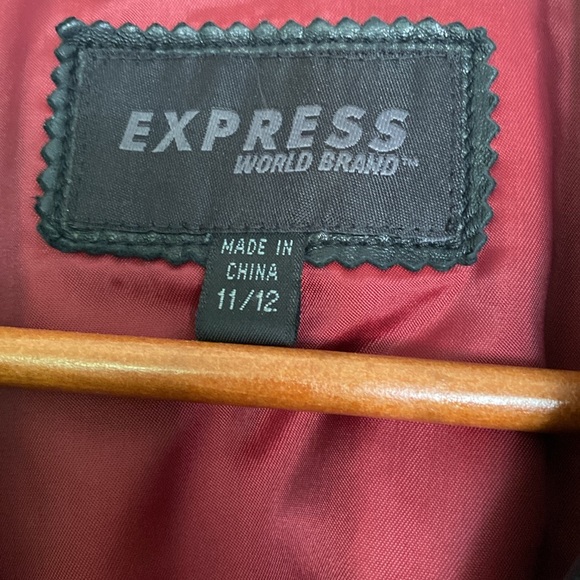 EXPRESS
WORLD BRAND™
MADE IN
CHINA
11/12